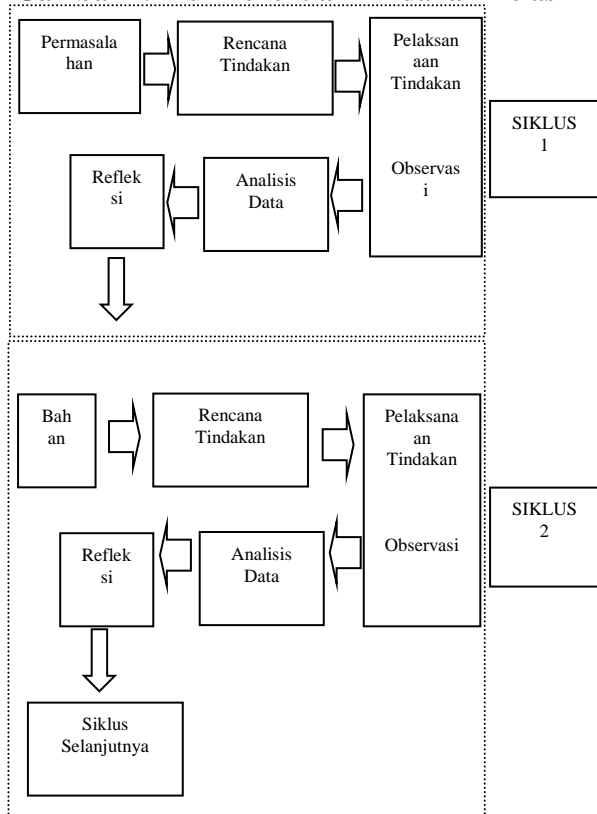 Permasala
han
Rencana
Tindakan
Pelaksan
aan
Tindakan
Observas
i
SIKLUS
1
Reflek
si
Analisis
Data
Bah
an
Rencana
Tindakan
Pelaksana
an
Tindakan
Observasi
SIKLUS
2
Reflek
si
Analisis
Data
Siklus
Selanjutnya